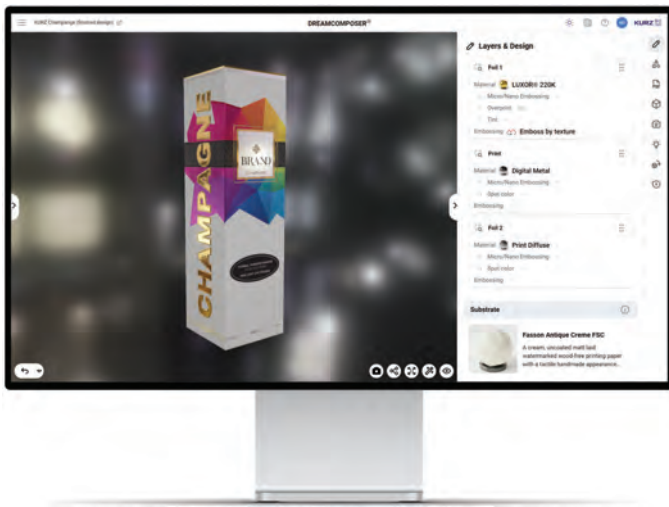 KURZ Champagne (finished design)
DREAMCOMPOSER
KURZ
Layers & Design
Foil 1
Material LUXOR® 220K
Micro/Nano Embossing
Overprint
Tint
Embossing Emboss by texture
Print
Material Digital Metal
Micro/Nano Embossing
Spot color
Embossing
Foil 2
Material Print Diffuse
Micro/Nano Embossing
Spot color
Embossing
Substrate
Fasson Antique Creme FSC
A cream, uncoated matt laid
watermarked wood free printing paper
with a tactile handmade appearance..
CHAMPAGNE
BRAND